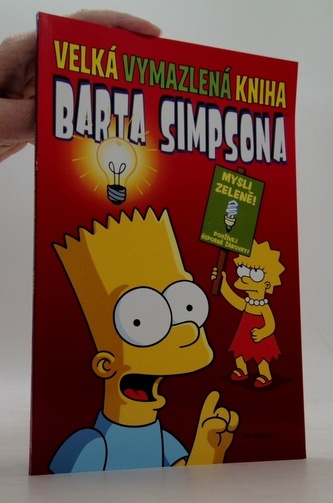 VELKÁ VYMAZLENÁ KNIHA
BARTA SIMPSONA
MYSLI
ZELENĚ!
POUŽÍVEJ
ÚSPORNÉ ŽÁROVKY!